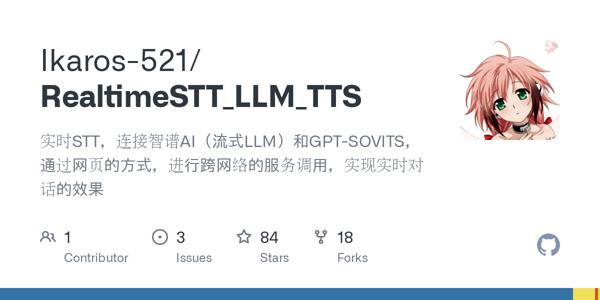 Ikaros-521/
RealtimeSTT_LLM_TTS
实时STT，连接智谱AI（流式LLM）和GPT-SOVITS，
通过网页的方式，进行跨网络的服务调用，实现实时对
话的效果
1 3 84 18
Contributor Issues Stars Forks